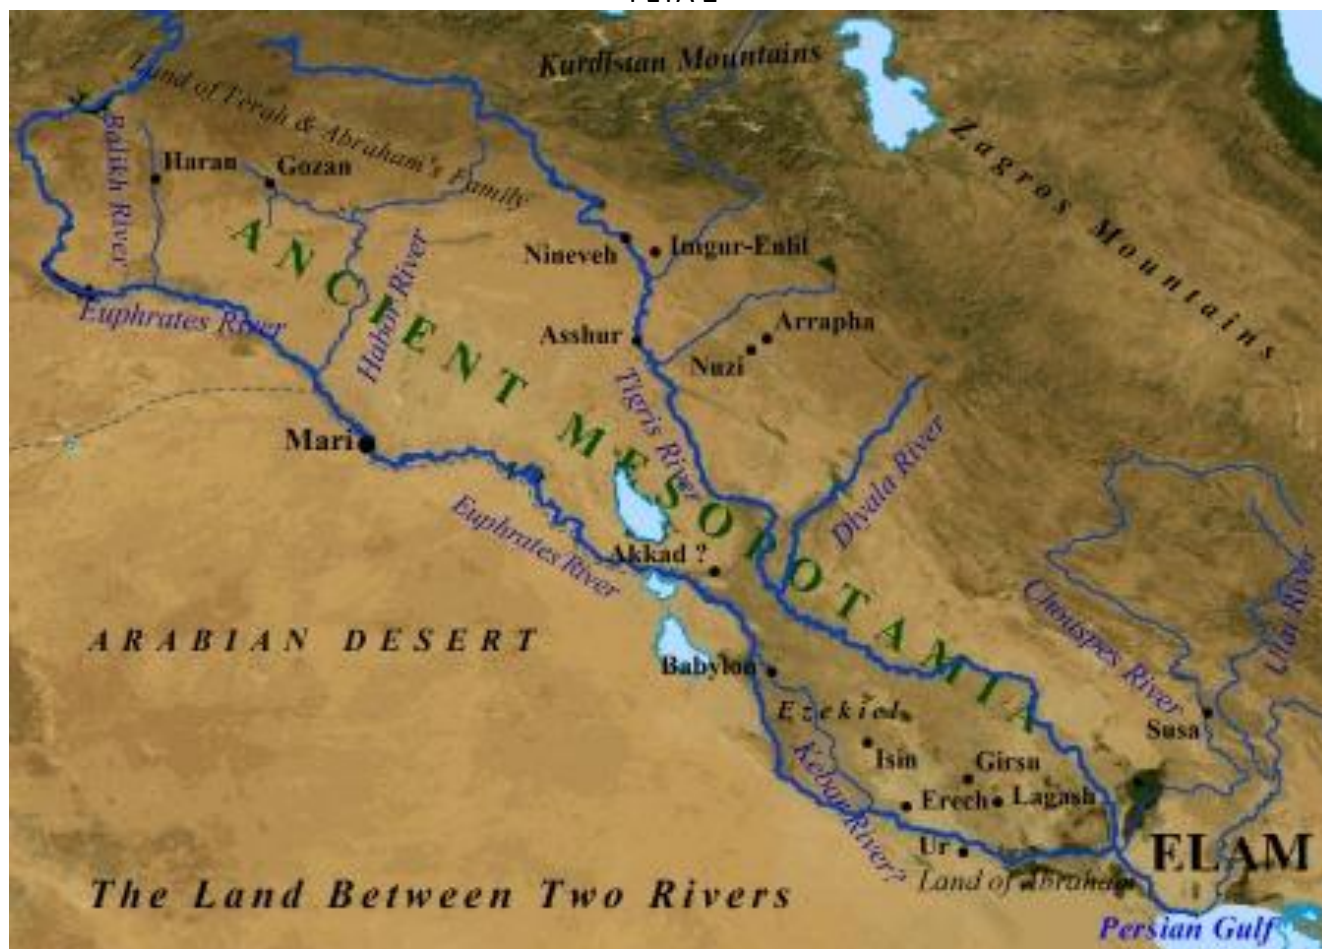 Kurdistan Mountains
Land of Terah & Abraham's Family
Zagros Mountains
Balikh River
Haran
Gozan
ANCIENT MESOPOTAMIA
Nineveh
Imgur-Enlil
Habor River
Euphrates River
Asshur
Arrapha
Nuzi
Tigris River
Mari
Diyala River
Euphrates River
Akkad ?
Chouspes River
Ulai River
ARABIAN DESERT
Babylon
Ezekiel
Susa
Isin
Girsu
Kebar River?
Erech
Lagash
Ur
ELAM
Land of Abraham
The Land Between Two Rivers
Persian Gulf